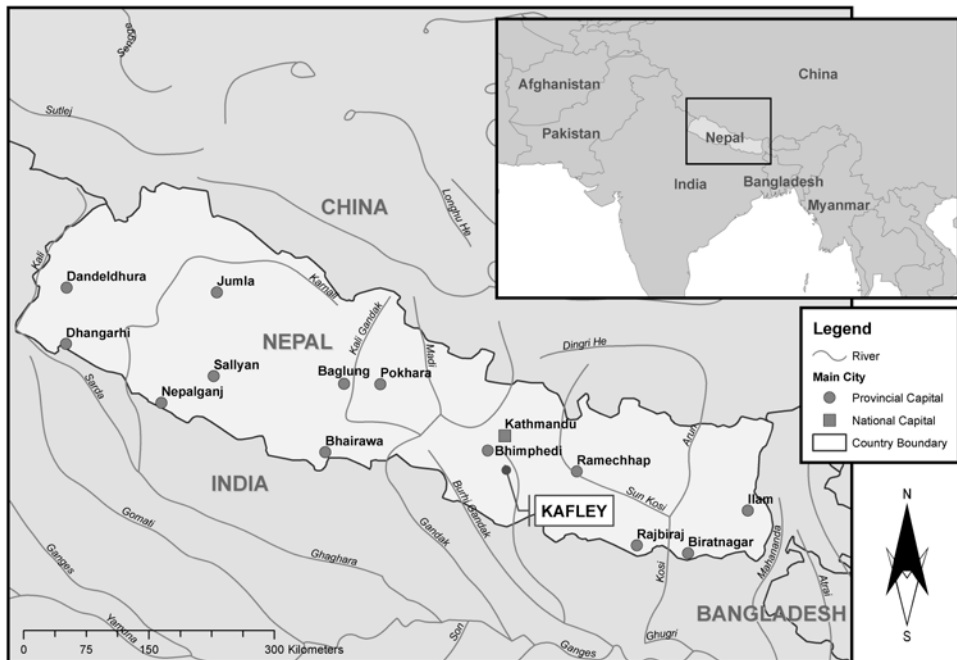 Sengge
Sutlej
CHINA
Longhu He
Kali
Dandeldhura
Jumla
Karnali
Dhangarhi
NEPAL
Kali Gandak
Madi
Sallyan
Baglung
Pokhara
Nepalganj
Sarda
Bhairawa
INDIA
Kathmandu
Bhimphedi
KAFLEY
Dingri He
Arun
Ramechhap
Sun Kosi
Ilam
Rajbiraj
Biratnagar
Mahananda
Kosi
Atrai
BANGLADESH
Burhi Gandak
Gandak
Gomati
Ghaghara
Ganges
Yamuna
Son
Ganges
Ghugri
0 75 150 300 Kilometers
Afghanistan
China
Pakistan
Nepal
India
Bangladesh
Myanmar
Legend
River
Main City
Provincial Capital
National Capital
Country Boundary
N
S